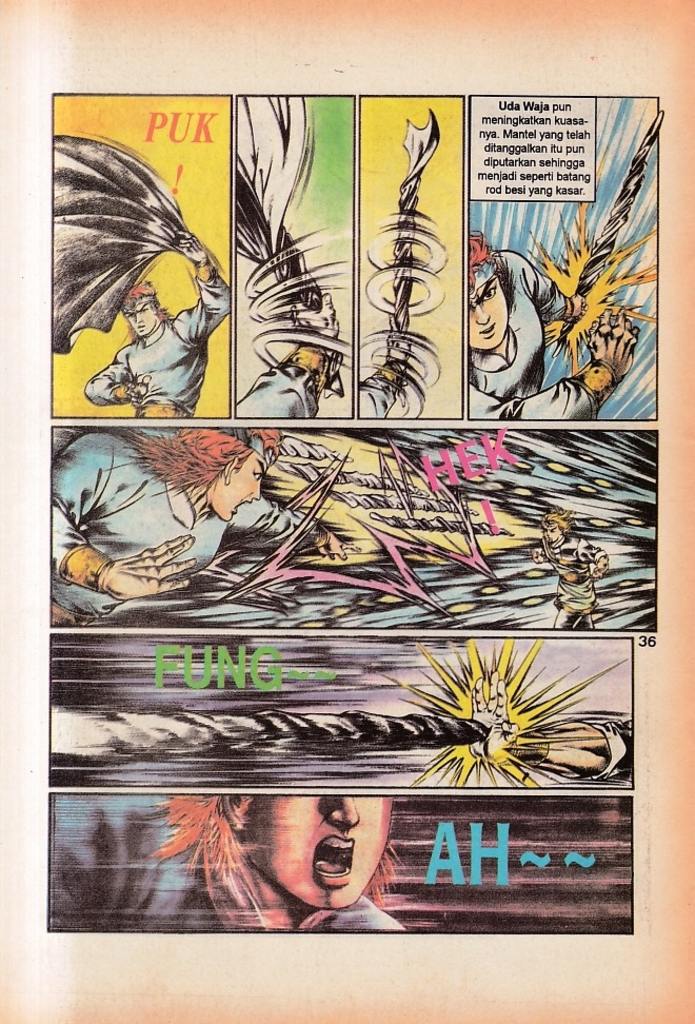 PUK
!
Uda Waja pun
meningkatkan kuasa-
nya. Mantel yang telah
ditanggalkan itu pun
diputarkan sehingga
menjadi seperti batang
rod besi yang kasar.
HEK
!
36
FUNG~~
AH~~